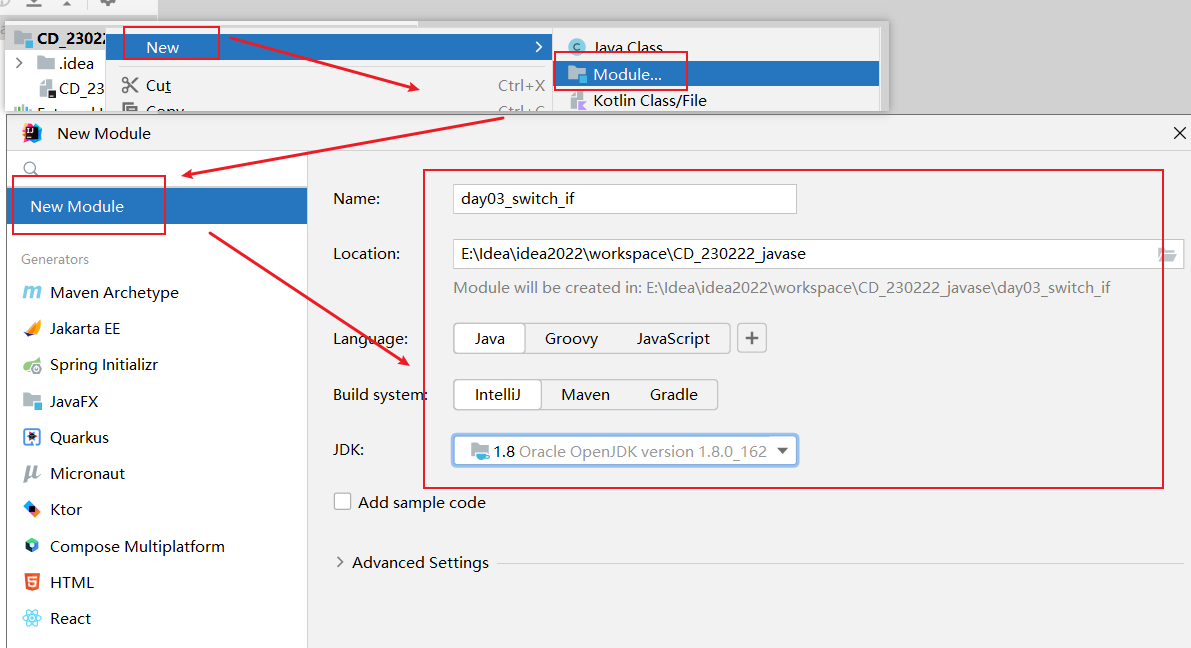 CD_2302
New
Java Class
.idea
Module...
CD_23
Cut
Ctrl+X
Kotlin Class/File
Copy
Ctrl+C
New Module
New Module
Name:
day03_switch_if
Location:
E:\Idea\idea2022\workspace\CD_230222_javase
Module will be created in: E:\Idea\idea2022\workspace\CD_230222_javase\day03_switch_if
Generators
Maven Archetype
Jakarta EE
Spring Initializr
JavaFX
Quarkus
Micronaut
Ktor
Compose Multiplatform
HTML
React
Language:
Java
Groovy
JavaScript
Build system:
IntelliJ
Maven
Gradle
JDK:
1.8 Oracle OpenJDK version 1.8.0_162
Add sample code
Advanced Settings